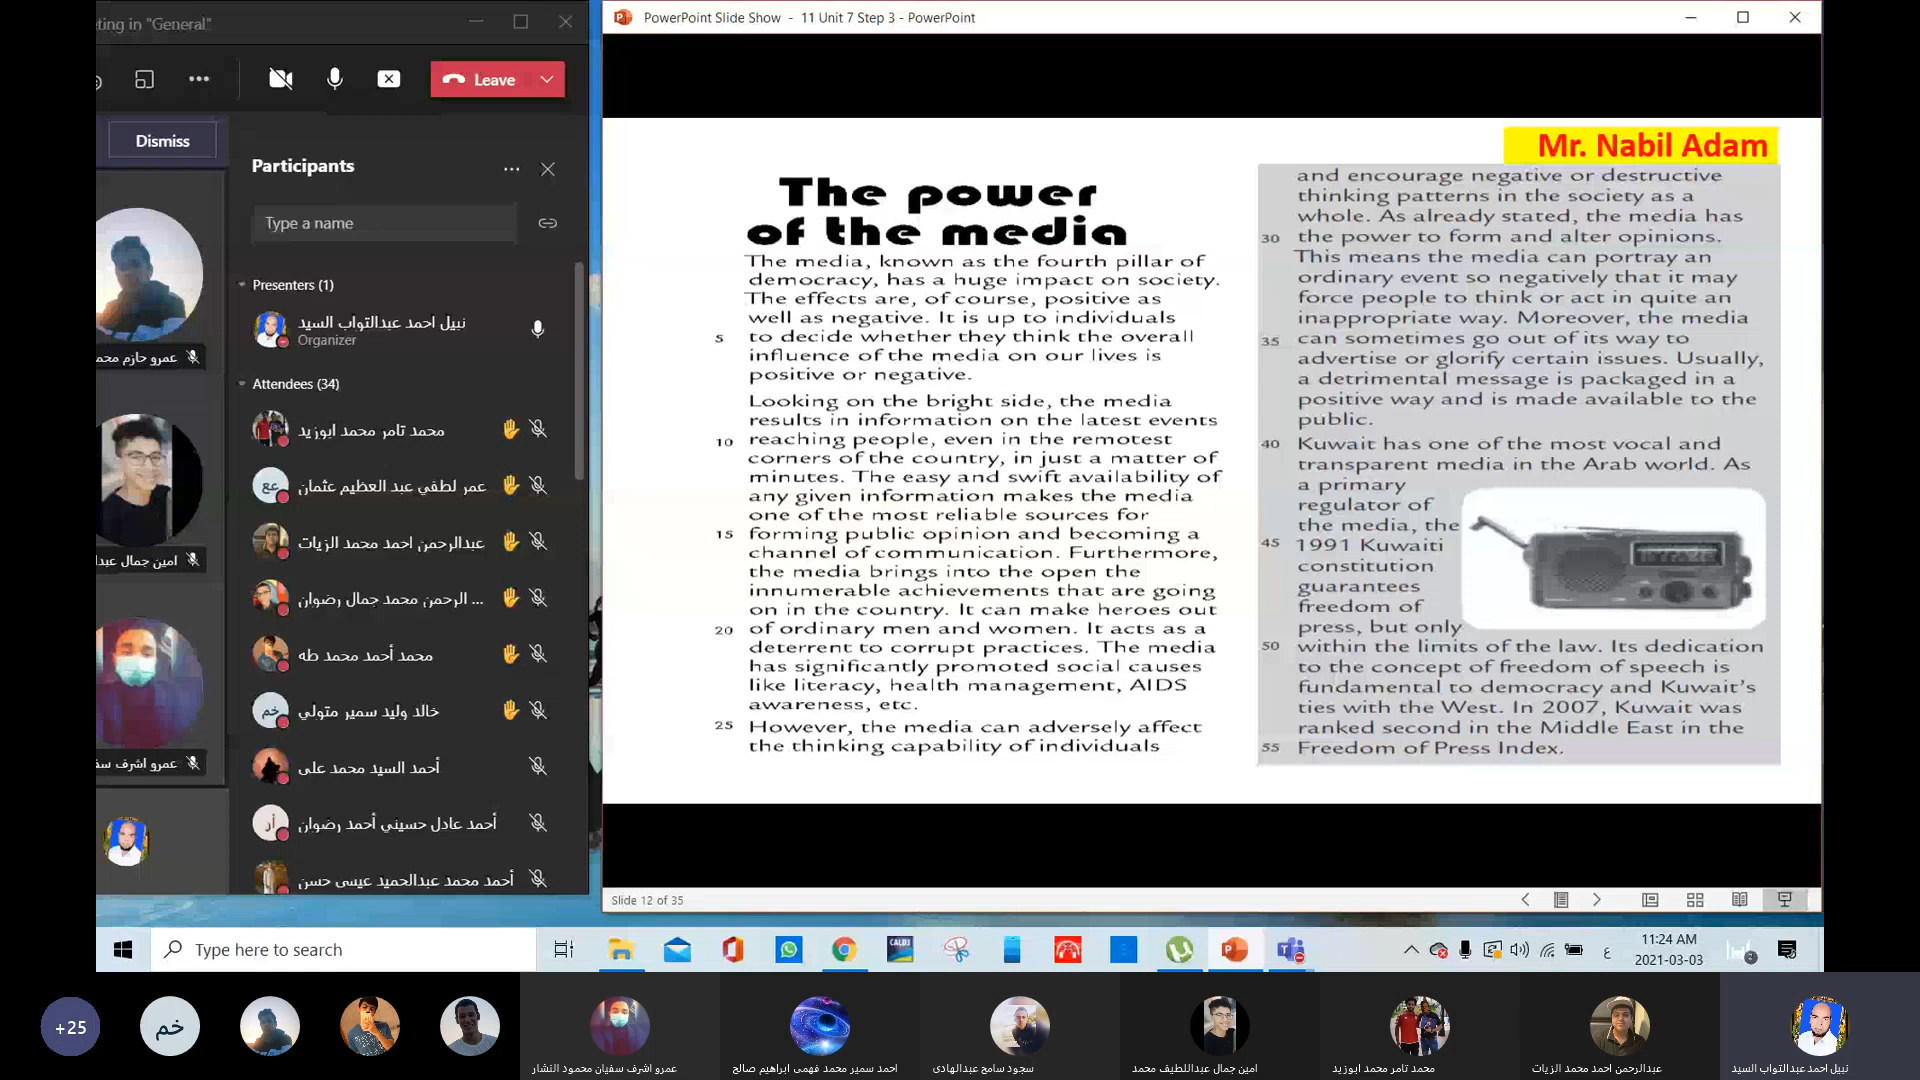 ting in "General"
Leave
Dismiss
Participants
Type a name
Presenters (1)
نبيل احمد عبدالتواب السيد
Organizer
Attendees (34)
محمد ثامر محمد ابوزيد
عمر لطفي عبد العظيم عثمان
عبدالرحمن احمد محمد الزيات
... الرحمن محمد جمال رضوان
محمد أحمد محمد طه
خالد وليد سمير متولي
أحمد السيد محمد على
أحمد عادل حسيني أحمد رضوان
أحمد محمد عبدالحميد عيسى حسن
عمرو حازم محمد
امين جمال عبدا
عمرو اشرف سف
عع
خم
أر
PowerPoint Slide Show - 11 Unit 7 Step 3 - PowerPoint
Mr. Nabil Adam
The power
of the media
The media, known as the fourth pillar of
democracy, has a huge impact on society.
The effects are, of course, positive as
well as negative. It is up to individuals
5 to decide whether they think the overall
influence of the media on our lives is
positive or negative.
Looking on the bright side, the media
results in information on the latest events
10 reaching people, even in the remotest
corners of the country, in just a matter of
minutes. The easy and swift availability of
any given information makes the media
one of the most reliable sources for
15 forming public opinion and becoming a
channel of communication. Furthermore,
the media brings into the open the
innumerable achievements that are going
on in the country. It can make heroes out
20 of ordinary men and women. It acts as a
deterrent to corrupt practices. The media
has significantly promoted social causes
like literacy, health management, AIDS
awareness, etc.
25 However, the media can adversely affect
the thinking capability of individuals
and encourage negative or destructive
thinking patterns in the society as a
whole. As already stated, the media has
30 the power to form and alter opinions.
This means the media can portray an
ordinary event so negatively that it may
force people to think or act in quite an
inappropriate way. Moreover, the media
35 can sometimes go out of its way to
advertise or glorify certain issues. Usually,
a detrimental message is packaged in a
positive way and is made available to the
public.
40 Kuwait has one of the most vocal and
transparent media in the Arab world. As
a primary
regulator of
the media, the
45 1991 Kuwaiti
constitution
guarantees
freedom of
press, but only
50 within the limits of the law. Its dedication
to the concept of freedom of speech is
fundamental to democracy and Kuwait's
ties with the West. In 2007, Kuwait was
ranked second in the Middle East in the
55 Freedom of Press Index.
Slide 12 of 35
Type here to search
CALDJ
ع
11:24 AM
2021-03-03
2
+25
خم
عمرو اشرف سفيان محمود النشار
احمد سمير محمد فهمى ابراهيم صالح
سجود سامح عبدالهادى
امين جمال عبداللطيف محمد
محمد ثامر محمد ابوزيد
عبدالرحمن احمد محمد الزيات
نبيل احمد عبدالتواب السيد